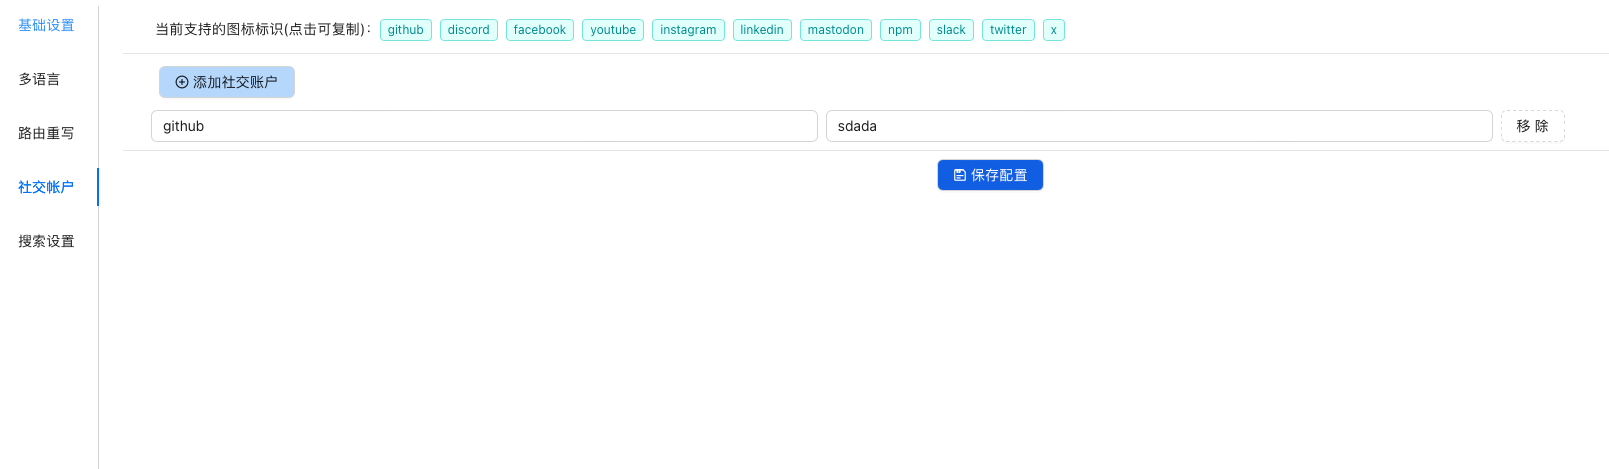 基础设置
多语言
路由重写
社交帐户
搜索设置
当前支持的图标标识(点击可复制)： github discord facebook youtube instagram linkedin mastodon npm slack twitter x
添加社交账户
github sdada 移 除
保存配置